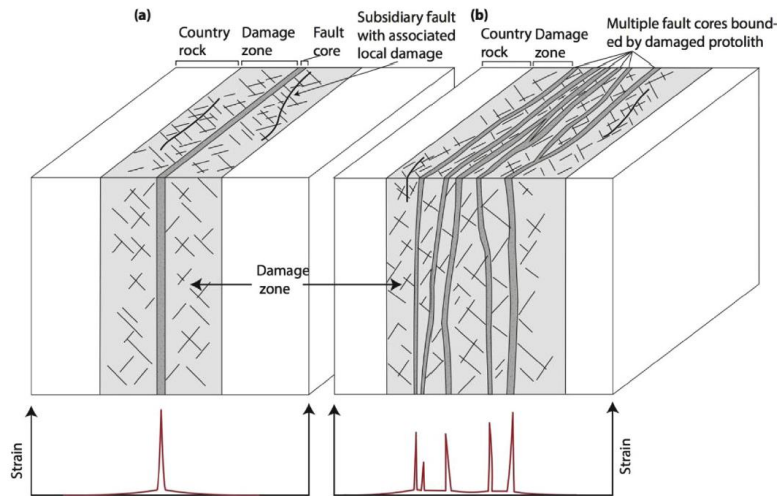 (a)
Country
rock
Damage
zone
Fault
core
Subsidiary fault
with associated
local damage
(b)
Country
rock
Damage
zone
Multiple fault cores bound-
ed by damaged protolith
Damage
zone
Strain
Strain